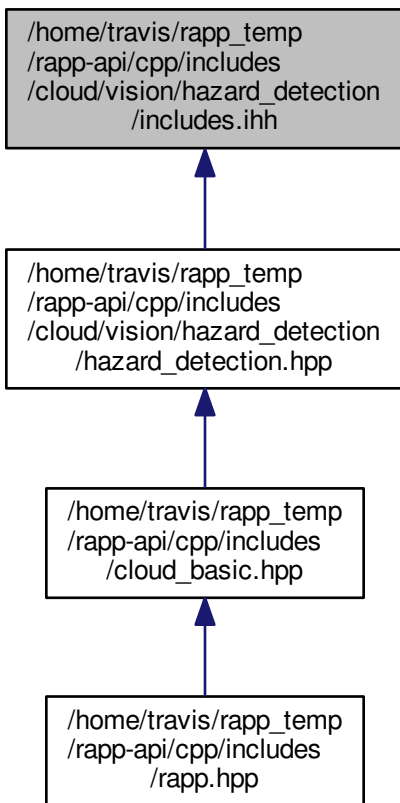 /home/travis/rapp_temp
/rapp-api/cpp/includes
/cloud/vision/hazard_detection
/includes.ihh
/home/travis/rapp_temp
/rapp-api/cpp/includes
/cloud/vision/hazard_detection
/hazard_detection.hpp
/home/travis/rapp_temp
/rapp-api/cpp/includes
/cloud_basic.hpp
/home/travis/rapp_temp
/rapp-api/cpp/includes
/rapp.hpp